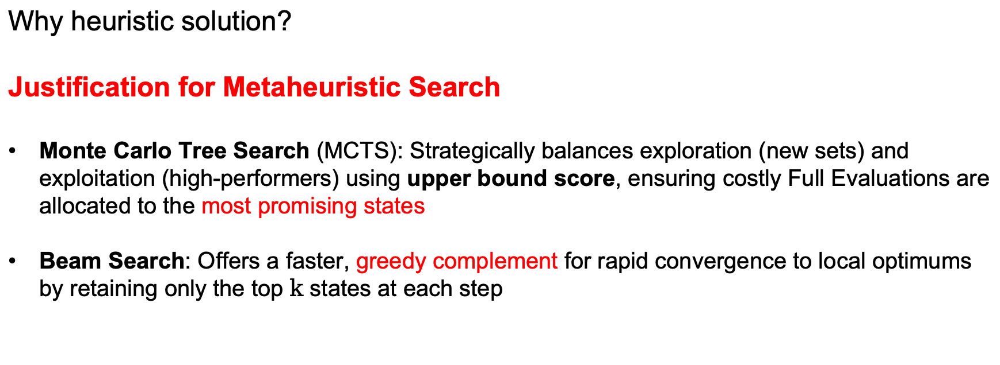 Why heuristic solution?
Justification for Metaheuristic Search
• Monte Carlo Tree Search (MCTS): Strategically balances exploration (new sets) and
exploitation (high-performers) using upper bound score, ensuring costly Full Evaluations are
allocated to the most promising states
• Beam Search: Offers a faster, greedy complement for rapid convergence to local optimums
by retaining only the top k states at each step